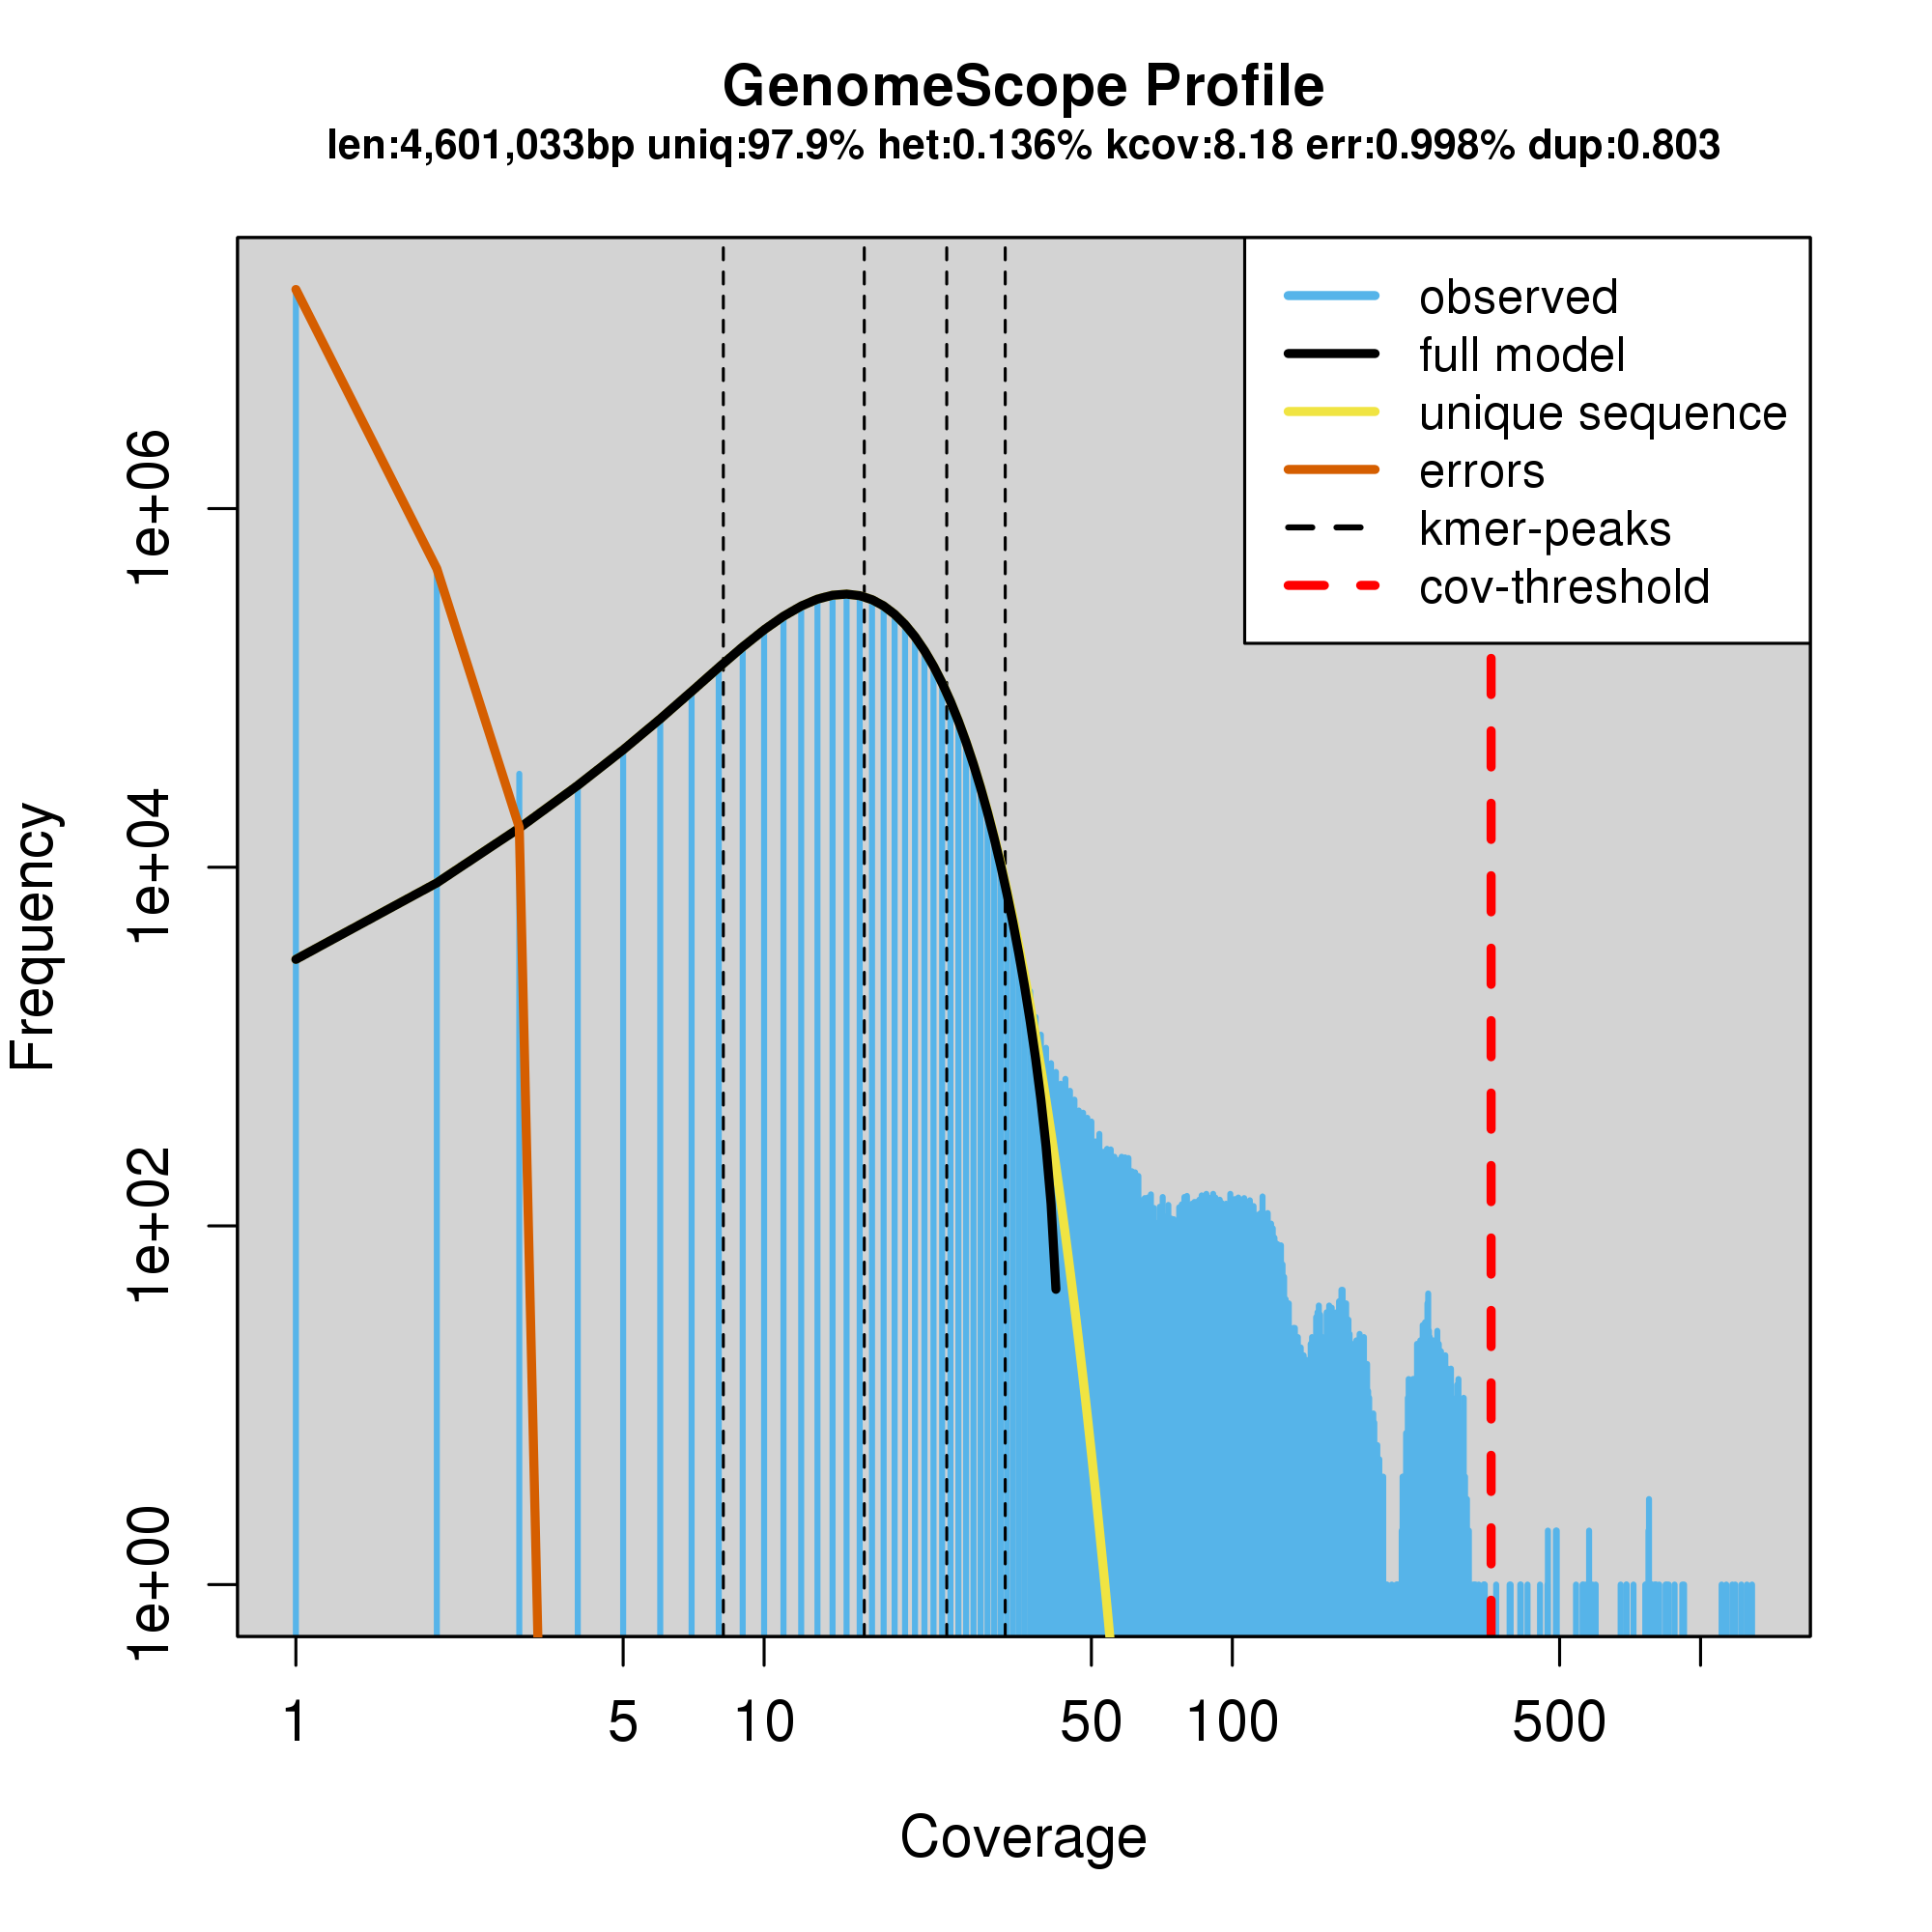 GenomeScope Profile
len:4,601,033bp uniq:97.9% het:0.136% kcov:8.18 err:0.998% dup:0.803
observed
full model
unique sequence
errors
kmer-peaks
cov-threshold
Frequency
1e+06
1e+04
1e+02
1e+00
1 5 10 50 100 500
Coverage